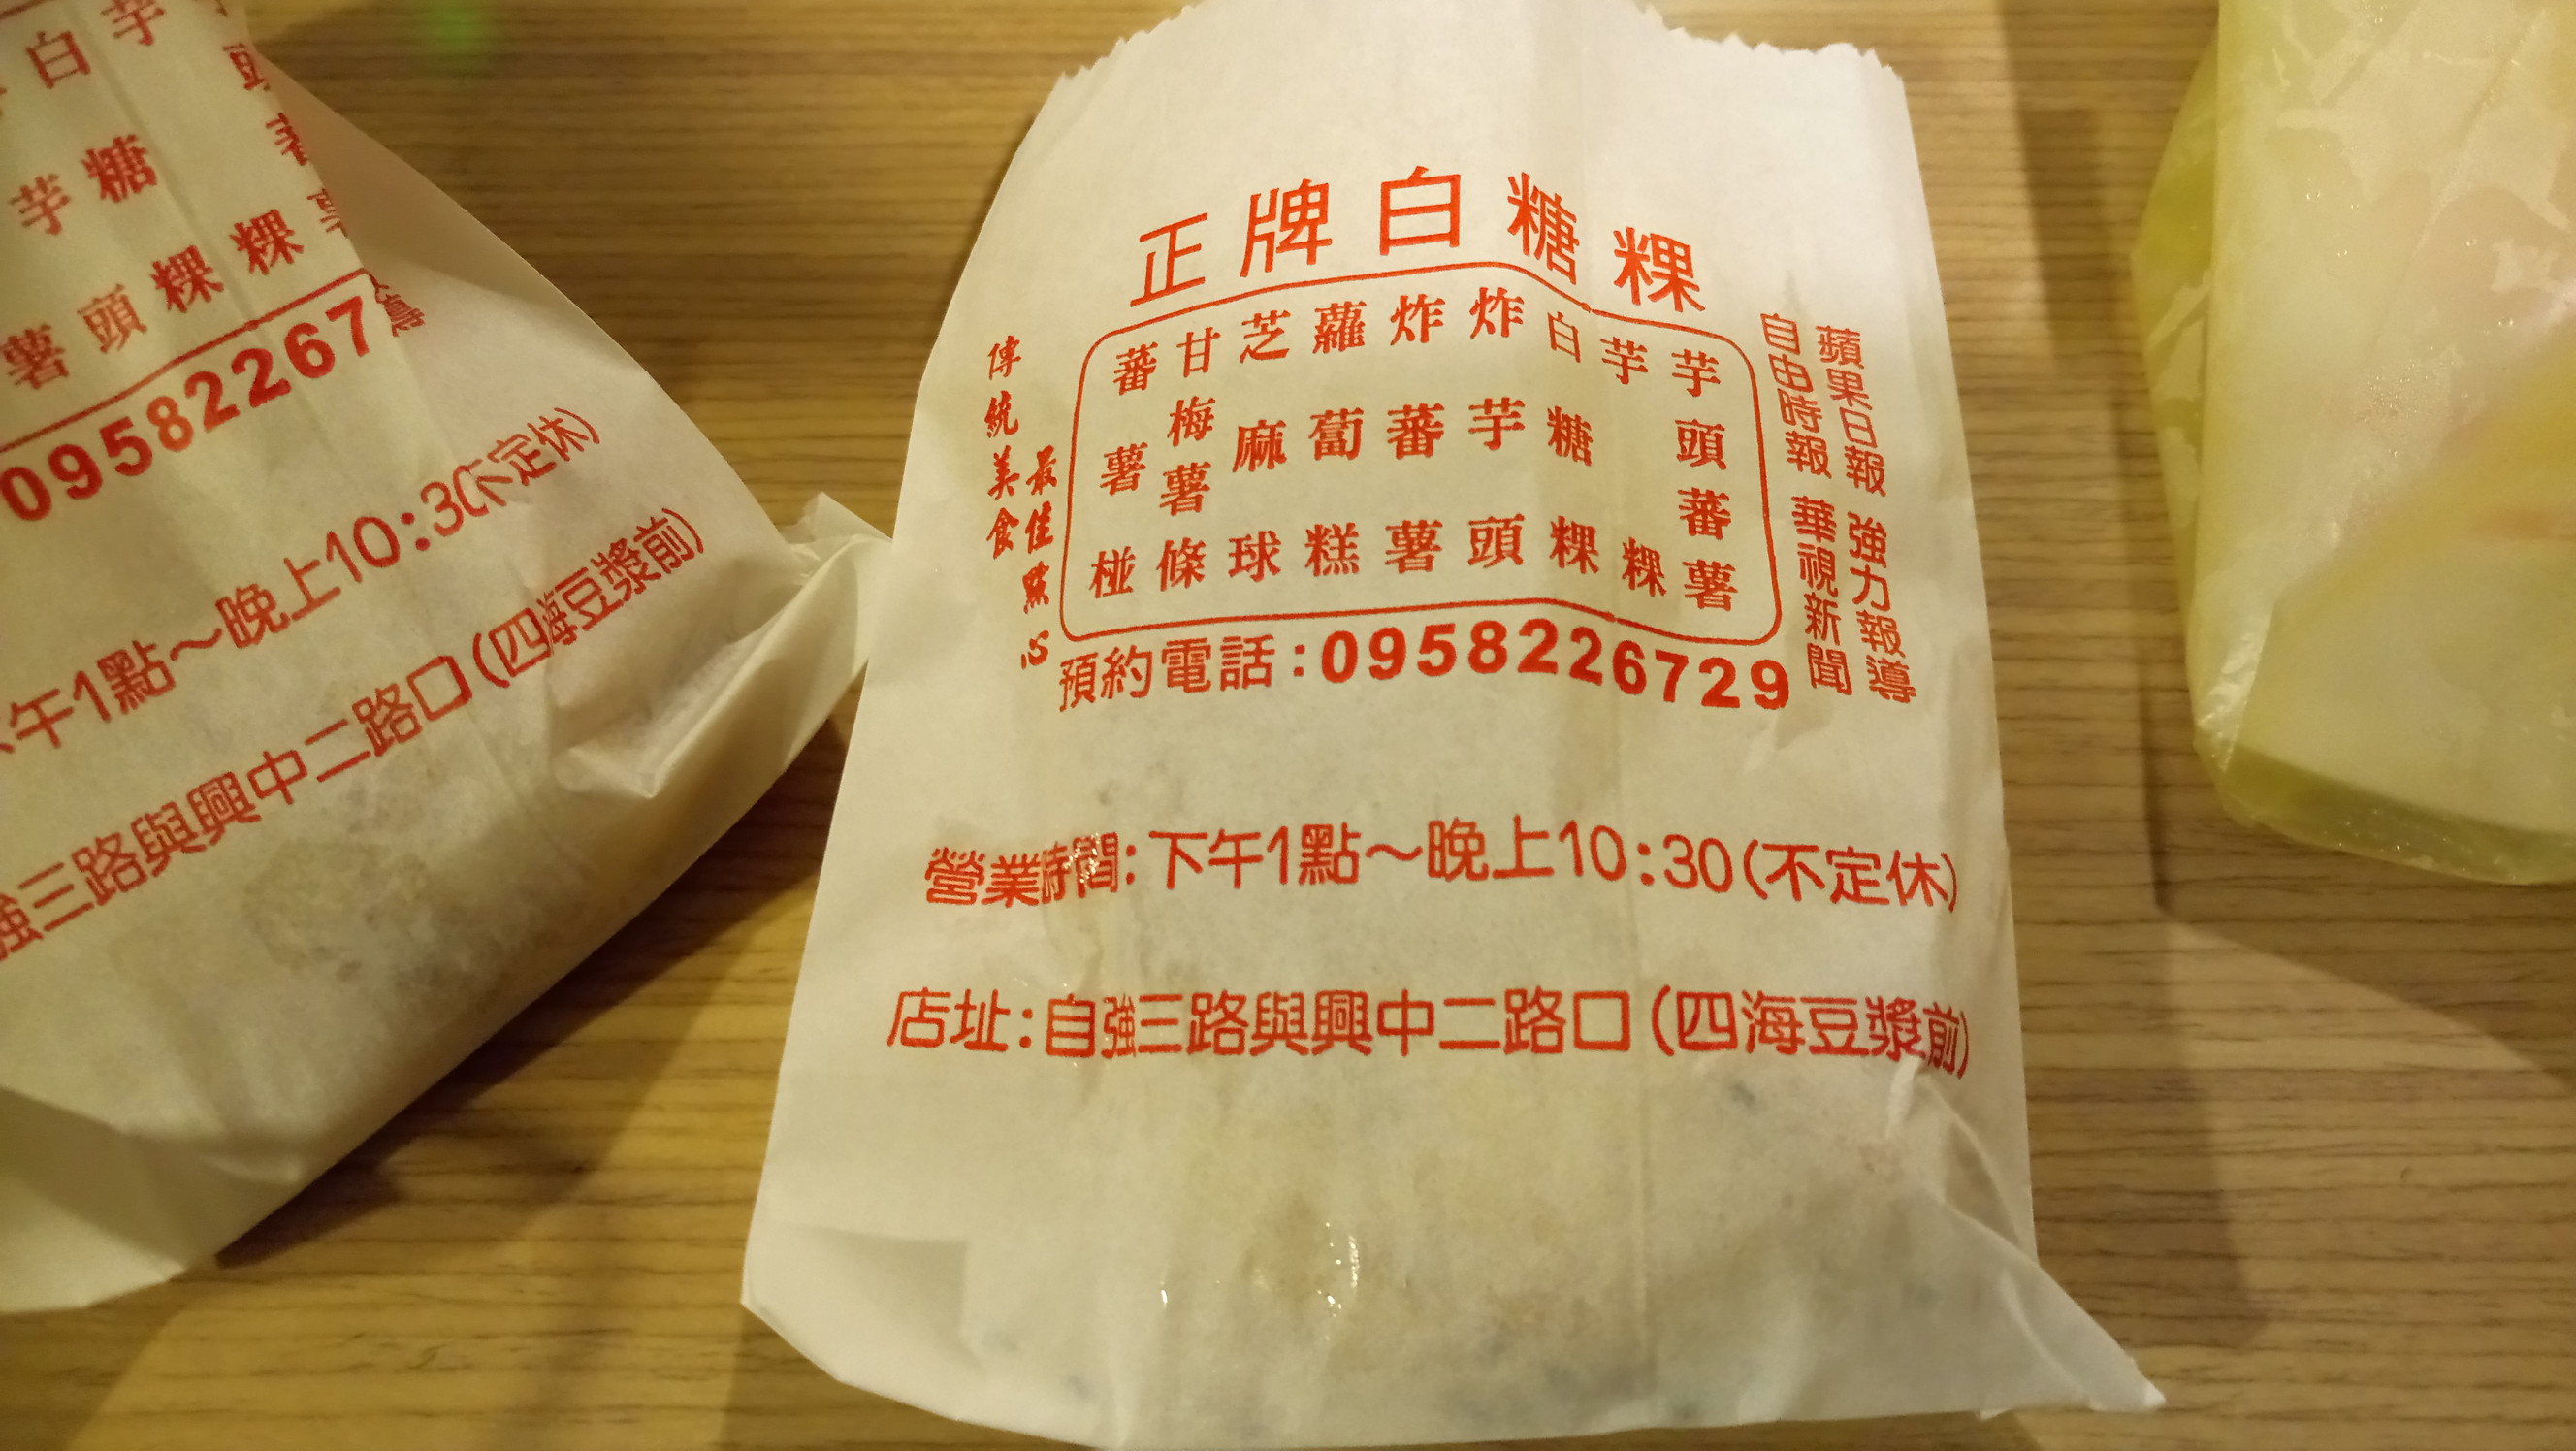 正牌白糖粿
蘋果日報 強力報導
自由時報 華視新聞
芋頭蕃薯
芋粿
白糖粿
炸芋頭
炸蕃薯
蘿蔔糕
芝麻球
甘梅薯條
蕃薯椪
最佳點心
傳統美食
預約電話:0958226729
營業時間:下午1點～晚上10:30(不定休)
店址:自強三路與興中二路口(四海豆漿前)
頭蕃
白糖粿
芋
芋頭
薯
粿
095822267
午1點～晚上10:30(不定休)
強三路與興中二路口(四海豆漿前)